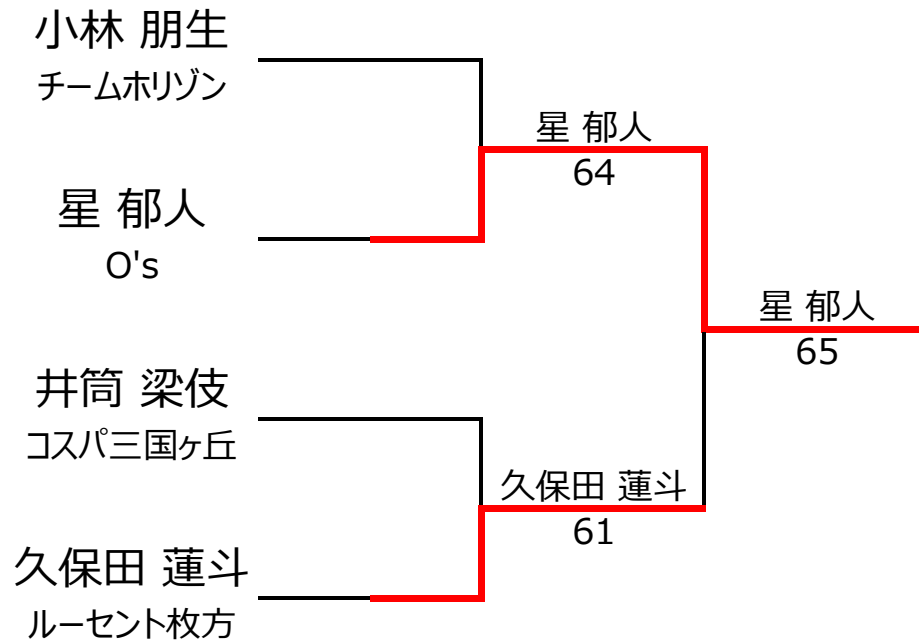 小林 朋生
チームホリゾン
星 郁人
64
星 郁人
O's
星 郁人
65
井筒 梁伎
コスパ三国ヶ丘
久保田 蓮斗
61
久保田 蓮斗
ルーセント枚方